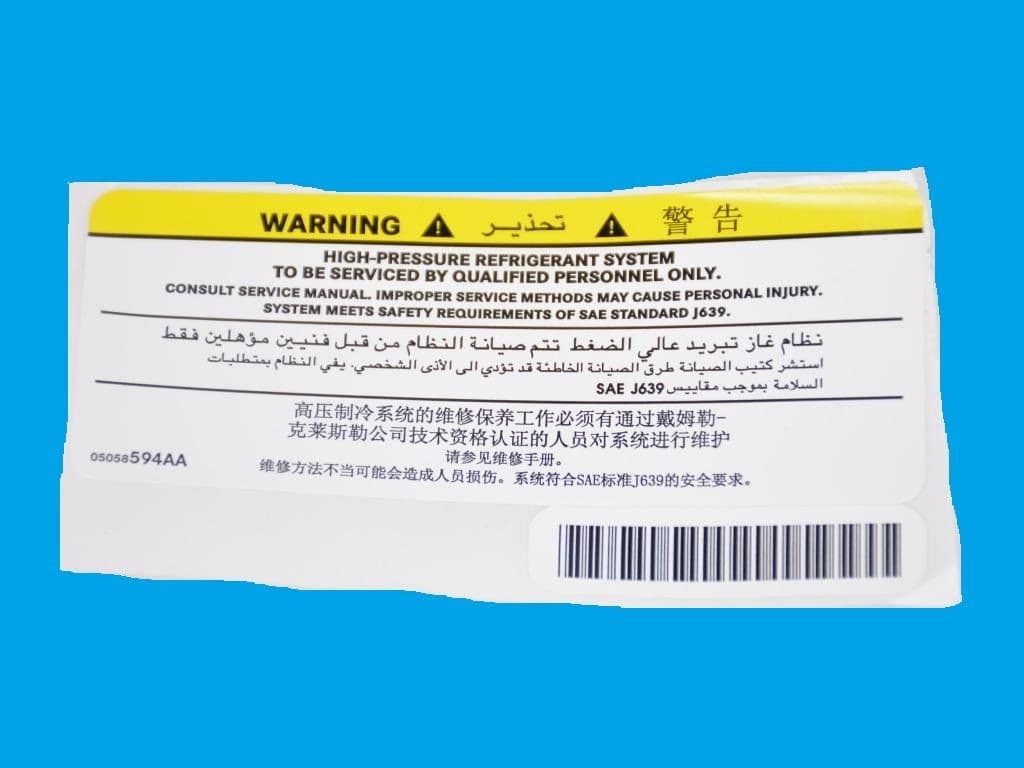 WARNING ⚠ تحذير ⚠ 警告
HIGH-PRESSURE REFRIGERANT SYSTEM
TO BE SERVICED BY QUALIFIED PERSONNEL ONLY.
CONSULT SERVICE MANUAL. IMPROPER SERVICE METHODS MAY CAUSE PERSONAL INJURY.
SYSTEM MEETS SAFETY REQUIREMENTS OF SAE STANDARD J639.
نظام غاز تبريد عالي الضغط تتم صيانة النظام من قبل فنيين مؤهلين فقط
استشر كتيب الصيانة طرق الصيانة الخاطئة قد تؤدي الى الأذى الشخصي. يفي النظام بمتطلبات
السلامة بموجب مقاييس SAE J639
高压制冷系统的维修保养工作必须有通过戴姆勒-
克莱斯勒公司技术资格认证的人员对系统进行维护
请参见维修手册。
维修方法不当可能会造成人员损伤。系统符合SAE标准J639的安全要求。
05058594AA